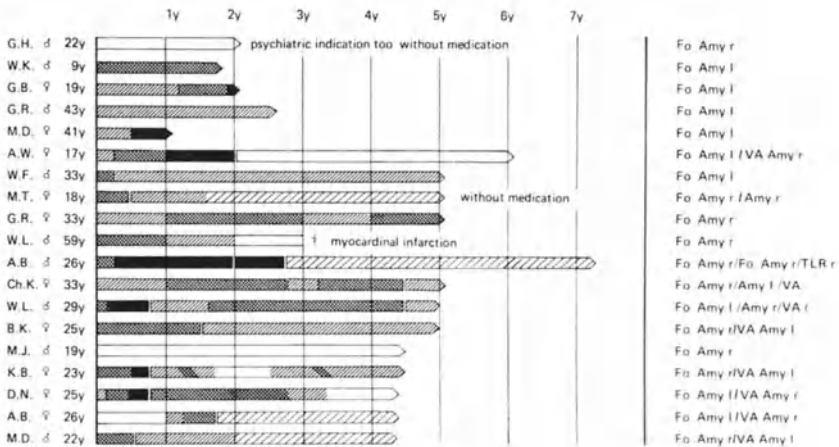 1y 2y 3y 4y 5y 6y 7y
G.H. ♂ 22y psychiatric indication too without medication Fo Amy r
W.K. ♂ 9y Fo Amy l
G.B. ♀ 19y Fo Amy l
G.R. ♂ 43y Fo Amy l
M.D. ♀ 41y Fo Amy l
A.W. ♀ 17y Fo Amy l / VA Amy r
W.F. ♂ 33y Fo Amy l
M.T. ♀ 18y without medication Fo Amy r / Amy r
G.R. ♀ 33y Fo Amy r
W.L. ♂ 59y † myocardinal infarction Fo Amy r
A.B. ♂ 26y Fo Amy r/Fo Amy r/TLR r
Ch.K. ♀ 33y Fo Amy r/Amy l /VA
W.L. ♂ 29y Fo Amy l /Amy r/VA r
B.K. ♀ 25y Fo Amy r/VA Amy l
M.J. ♂ 19y Fo Amy r
K.B. ♀ 23y Fo Amy r/VA Amy l
D.N. ♀ 25y Fo Amy l/VA Amy r
A.B. ♀ 26y Fo Amy l/VA Amy r
M.D. ♂ 22y Fo Amy r/VA Amy l